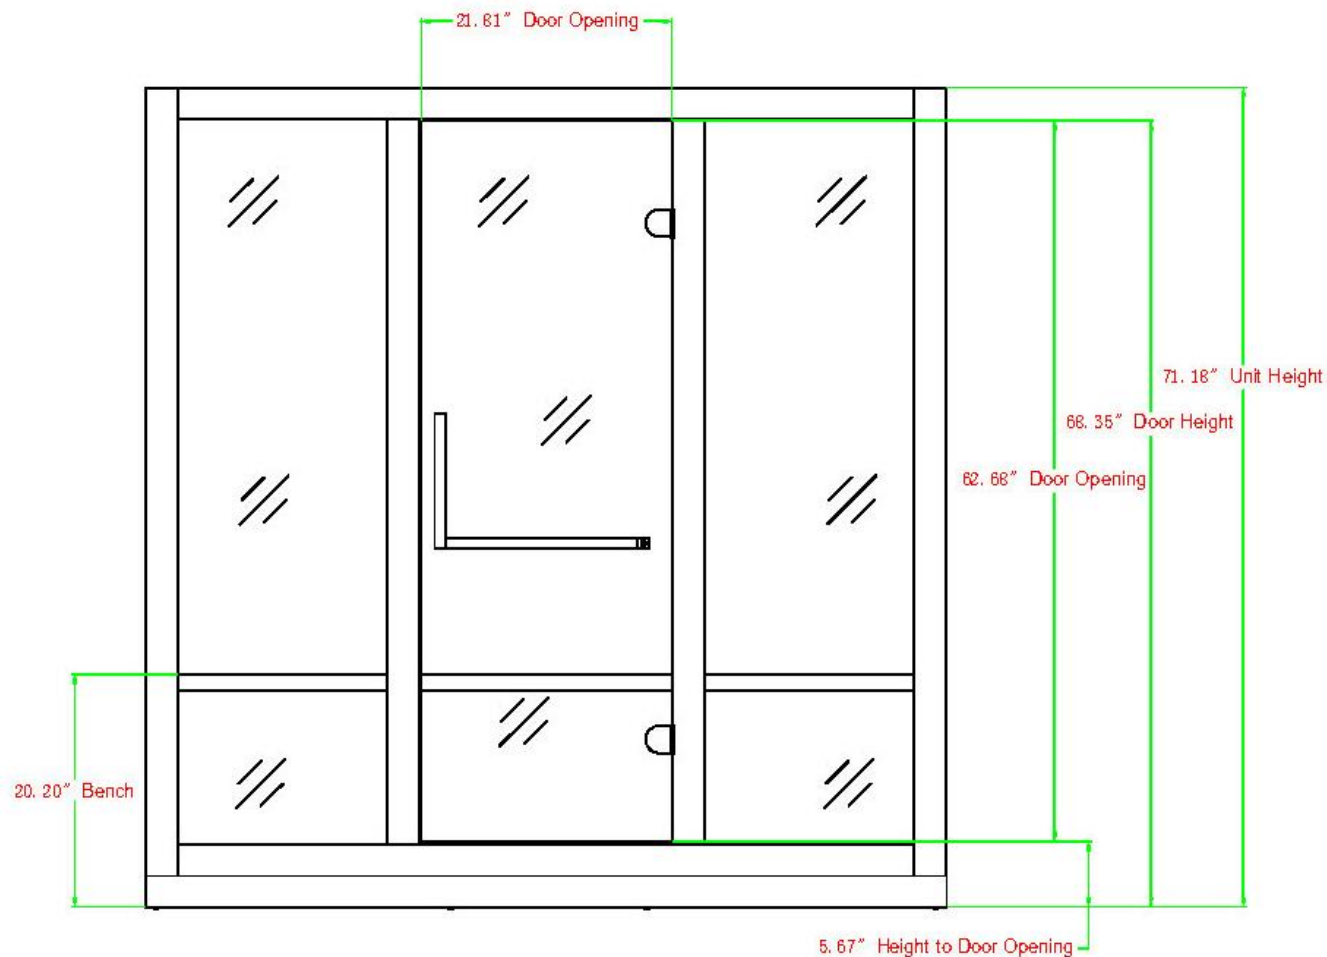 21.81" Door Opening
71.18" Unit Height
68.35" Door Height
62.68" Door Opening
20.20" Bench
5.67" Height to Door Opening